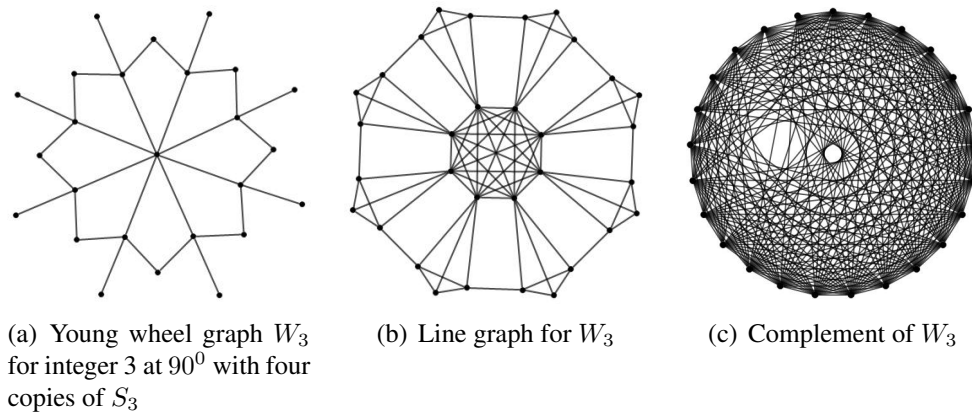 (a) Young wheel graph W₃
for integer 3 at 90⁰ with four
copies of S₃
(b) Line graph for W₃
(c) Complement of W₃